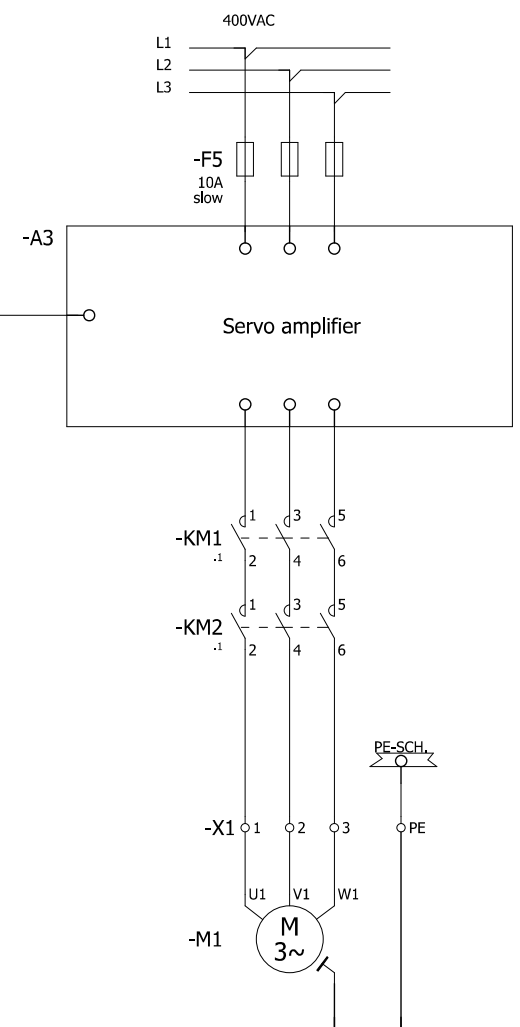 400VAC
L1
L2
L3
-F5
10A
slow
-A3
Servo amplifier
1 3 5
-KM1
.1 2 4 6
1 3 5
-KM2
.1 2 4 6
PE-SCH.
-X1 1 2 3 PE
U1 V1 W1
-M1
M
3~